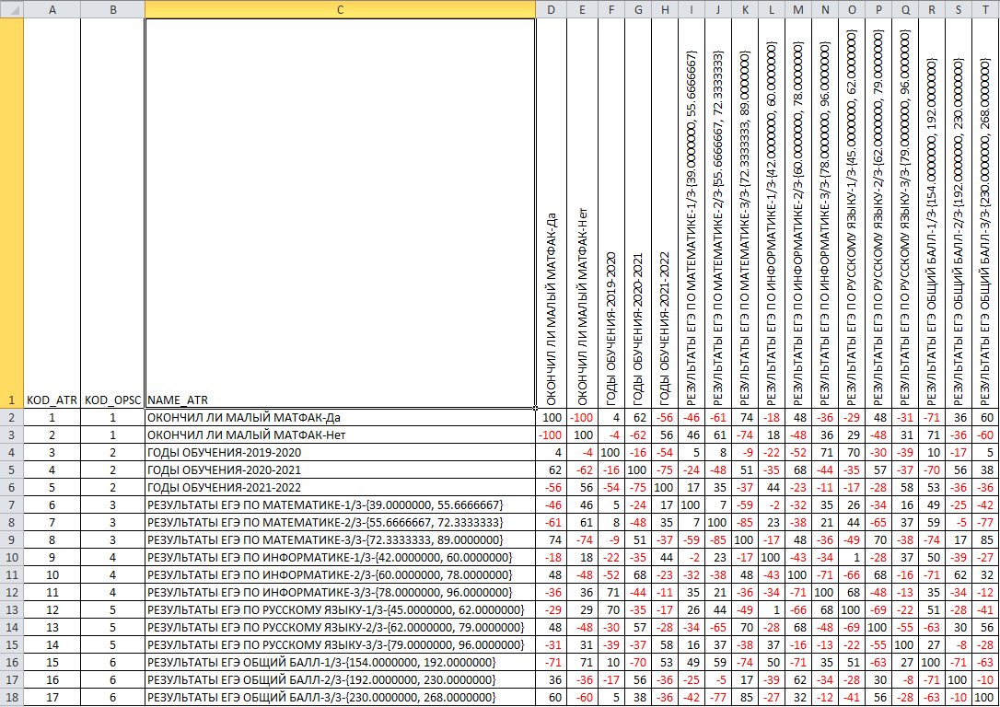 A B C D E F G H I J K L M N O P Q R S T
1 KOD_ATR KOD_OPSC NAME_ATR ОКОНЧИЛ ЛИ МАЛЫЙ МАТФАК-Да ОКОНЧИЛ ЛИ МАЛЫЙ МАТФАК-Нет ГОДЫ ОБУЧЕНИЯ-2019-2020 ГОДЫ ОБУЧЕНИЯ-2020-2021 ГОДЫ ОБУЧЕНИЯ-2021-2022 РЕЗУЛЬТАТЫ ЕГЭ ПО МАТЕМАТИКЕ-1/3-{39.0000000, 55.6666667} РЕЗУЛЬТАТЫ ЕГЭ ПО МАТЕМАТИКЕ-2/3-{55.6666667, 72.3333333} РЕЗУЛЬТАТЫ ЕГЭ ПО МАТЕМАТИКЕ-3/3-{72.3333333, 89.0000000} РЕЗУЛЬТАТЫ ЕГЭ ПО ИНФОРМАТИКЕ-1/3-{42.0000000, 60.0000000} РЕЗУЛЬТАТЫ ЕГЭ ПО ИНФОРМАТИКЕ-2/3-{60.0000000, 78.0000000} РЕЗУЛЬТАТЫ ЕГЭ ПО ИНФОРМАТИКЕ-3/3-{78.0000000, 96.0000000} РЕЗУЛЬТАТЫ ЕГЭ ПО РУССКОМУ ЯЗЫКУ-1/3-{45.0000000, 62.0000000} РЕЗУЛЬТАТЫ ЕГЭ ПО РУССКОМУ ЯЗЫКУ-2/3-{62.0000000, 79.0000000} РЕЗУЛЬТАТЫ ЕГЭ ПО РУССКОМУ ЯЗЫКУ-3/3-{79.0000000, 96.0000000} РЕЗУЛЬТАТЫ ЕГЭ ОБЩИЙ БАЛЛ-1/3-{154.0000000, 192.0000000} РЕЗУЛЬТАТЫ ЕГЭ ОБЩИЙ БАЛЛ-2/3-{192.0000000, 230.0000000} РЕЗУЛЬТАТЫ ЕГЭ ОБЩИЙ БАЛЛ-3/3-{230.0000000, 268.0000000}
2 1 1 ОКОНЧИЛ ЛИ МАЛЫЙ МАТФАК-Да 100 -100 4 62 -56 -46 -61 74 -18 48 -36 -29 48 -31 -71 36 60
3 2 1 ОКОНЧИЛ ЛИ МАЛЫЙ МАТФАК-Нет -100 100 -4 -62 56 46 61 -74 18 -48 36 29 -48 31 71 -36 -60
4 3 2 ГОДЫ ОБУЧЕНИЯ-2019-2020 4 -4 100 -16 -54 5 8 -9 -22 -52 71 70 -30 -39 10 -17 5
5 4 2 ГОДЫ ОБУЧЕНИЯ-2020-2021 62 -62 -16 100 -75 -24 -48 51 -35 68 -44 -35 57 -37 -70 56 38
6 5 2 ГОДЫ ОБУЧЕНИЯ-2021-2022 -56 56 -54 -75 100 17 35 -37 44 -23 -11 -17 -28 58 53 -36 -36
7 6 3 РЕЗУЛЬТАТЫ ЕГЭ ПО МАТЕМАТИКЕ-1/3-{39.0000000, 55.6666667} -46 46 5 -24 17 100 7 -59 -2 -32 35 26 -34 16 49 -25 -42
8 7 3 РЕЗУЛЬТАТЫ ЕГЭ ПО МАТЕМАТИКЕ-2/3-{55.6666667, 72.3333333} -61 61 8 -48 35 7 100 -85 23 -38 21 44 -65 37 59 -5 -77
9 8 3 РЕЗУЛЬТАТЫ ЕГЭ ПО МАТЕМАТИКЕ-3/3-{72.3333333, 89.0000000} 74 -74 -9 51 -37 -59 -85 100 -17 48 -36 -49 70 -38 -74 17 85
10 9 4 РЕЗУЛЬТАТЫ ЕГЭ ПО ИНФОРМАТИКЕ-1/3-{42.0000000, 60.0000000} -18 18 -22 -35 44 -2 23 -17 100 -43 -34 1 -28 37 50 -39 -27
11 10 4 РЕЗУЛЬТАТЫ ЕГЭ ПО ИНФОРМАТИКЕ-2/3-{60.0000000, 78.0000000} 48 -48 -52 68 -23 -32 -38 48 -43 100 -71 -66 68 -16 -71 62 32
12 11 4 РЕЗУЛЬТАТЫ ЕГЭ ПО ИНФОРМАТИКЕ-3/3-{78.0000000, 96.0000000} -36 36 71 -44 -11 35 21 -36 -34 -71 100 68 -48 -13 35 -34 -12
13 12 5 РЕЗУЛЬТАТЫ ЕГЭ ПО РУССКОМУ ЯЗЫКУ-1/3-{45.0000000, 62.0000000} -29 29 70 -35 -17 26 44 -49 1 -66 68 100 -69 -22 51 -28 -41
14 13 5 РЕЗУЛЬТАТЫ ЕГЭ ПО РУССКОМУ ЯЗЫКУ-2/3-{62.0000000, 79.0000000} 48 -48 -30 57 -28 -34 -65 70 -28 68 -48 -69 100 -55 -63 30 56
15 14 5 РЕЗУЛЬТАТЫ ЕГЭ ПО РУССКОМУ ЯЗЫКУ-3/3-{79.0000000, 96.0000000} -31 31 -39 -37 58 16 37 -38 37 -16 -13 -22 -55 100 27 -8 -28
16 15 6 РЕЗУЛЬТАТЫ ЕГЭ ОБЩИЙ БАЛЛ-1/3-{154.0000000, 192.0000000} -71 71 10 -70 53 49 59 -74 50 -71 35 51 -63 27 100 -71 -63
17 16 6 РЕЗУЛЬТАТЫ ЕГЭ ОБЩИЙ БАЛЛ-2/3-{192.0000000, 230.0000000} 36 -36 -17 56 -36 -25 -5 17 -39 62 -34 -28 30 -8 -71 100 -10
18 17 6 РЕЗУЛЬТАТЫ ЕГЭ ОБЩИЙ БАЛЛ-3/3-{230.0000000, 268.0000000} 60 -60 5 38 -36 -42 -77 85 -27 32 -12 -41 56 -28 -63 -10 100